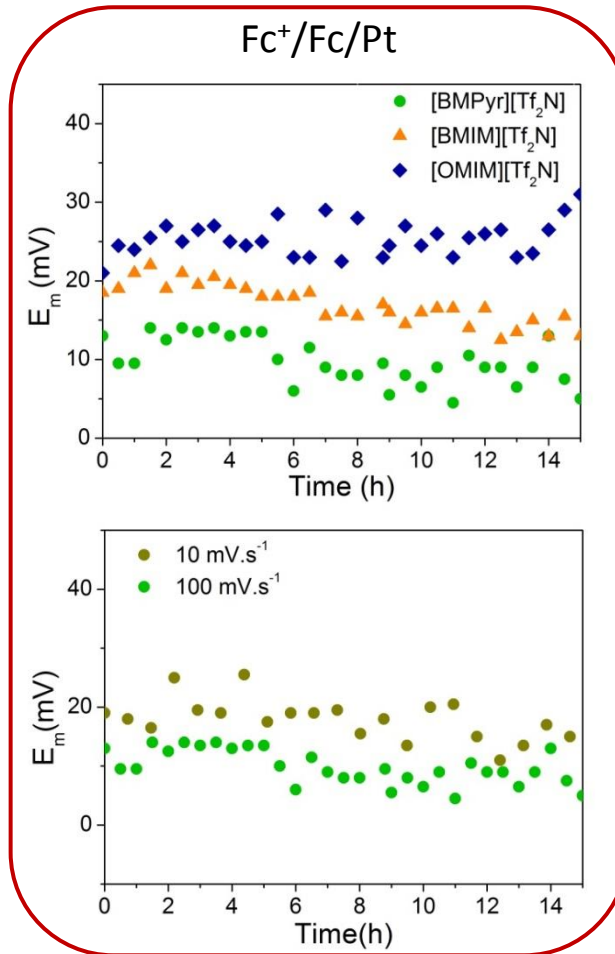 Fc⁺/Fc/Pt
[BMPyr][Tf₂N]
[BMIM][Tf₂N]
[OMIM][Tf₂N]
40
30
20
10
0
Eₘ (mV)
0 2 4 6 8 10 12 14
Time (h)
10 mV.s⁻¹
100 mV.s⁻¹
40
20
0
Eₘ(mV)
0 2 4 6 8 10 12 14
Time(h)